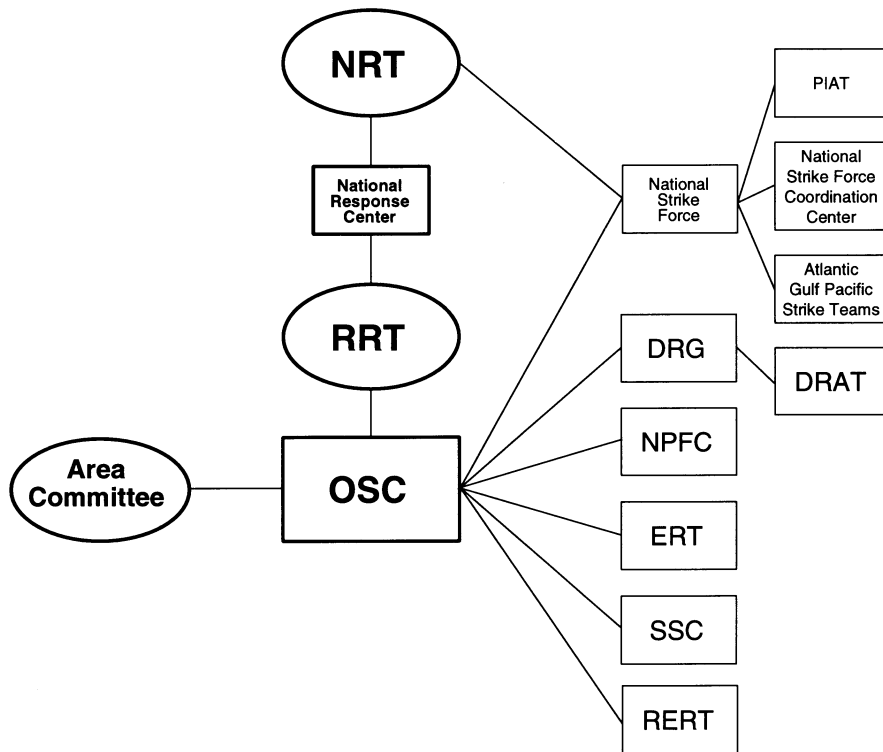 NRT
National
Response
Center
RRT
Area
Committee
OSC
National
Strike
Force
PIAT
National
Strike Force
Coordination
Center
Atlantic
Gulf Pacific
Strike Teams
DRG
DRAT
NPFC
ERT
SSC
RERT